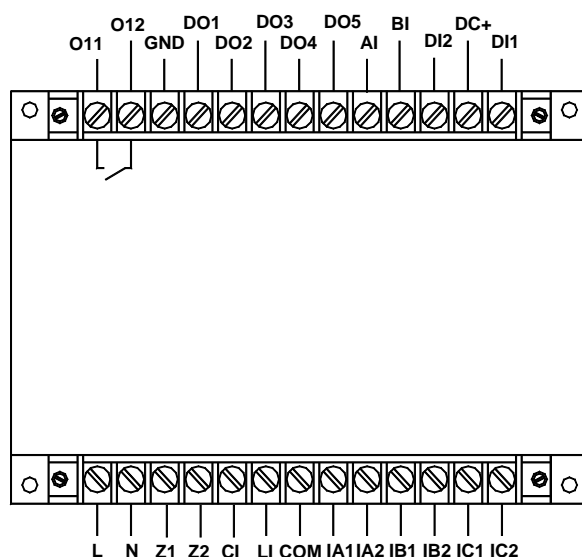 O11 O12 GND DO1 DO2 DO3 DO4 DO5 AI BI DI2 DC+ DI1
L N Z1 Z2 CI LI COM IA1 IA2 IB1 IB2 IC1 IC2